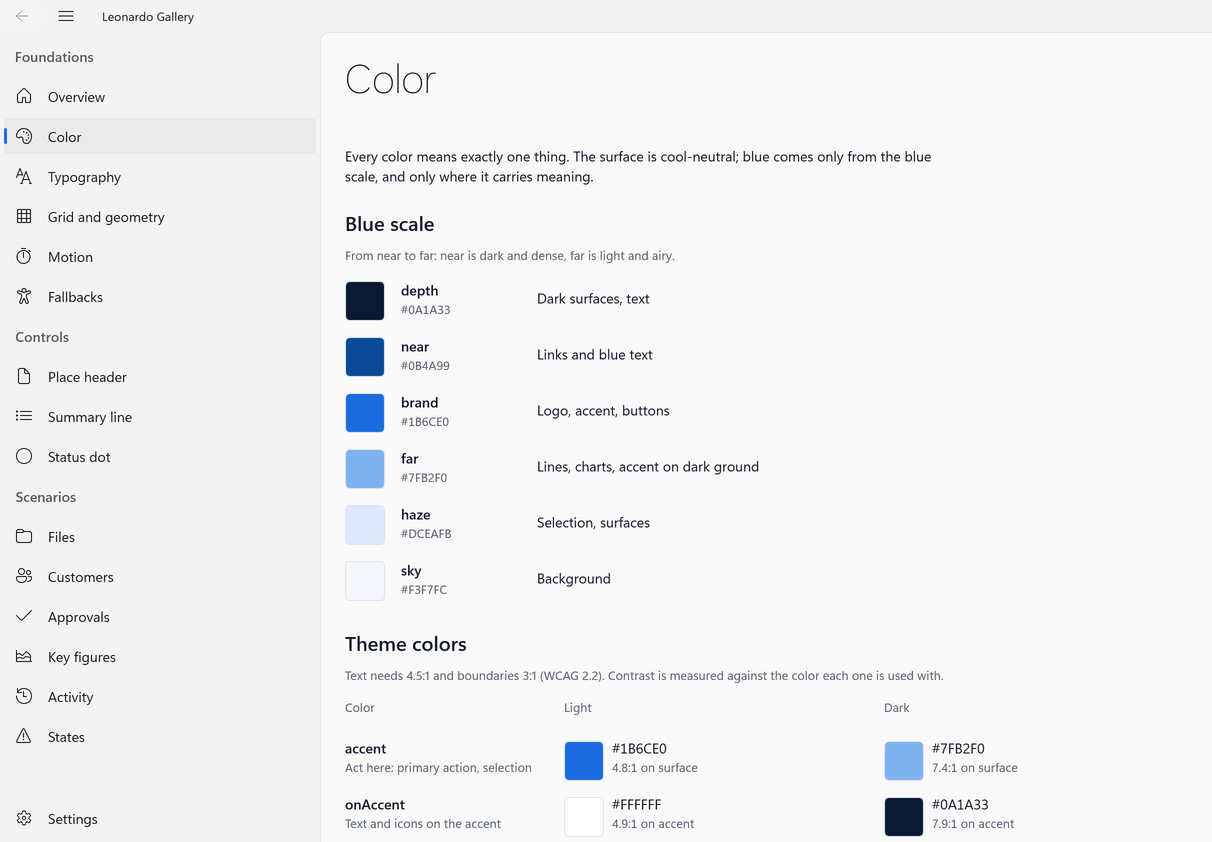 Leonardo Gallery
Foundations
Overview
Color
Typography
Grid and geometry
Motion
Fallbacks
Controls
Place header
Summary line
Status dot
Scenarios
Files
Customers
Approvals
Key figures
Activity
States
Settings
Color
Every color means exactly one thing. The surface is cool-neutral; blue comes only from the blue
scale, and only where it carries meaning.
Blue scale
From near to far: near is dark and dense, far is light and airy.
depth
#0A1A33
Dark surfaces, text
near
#0B4A99
Links and blue text
brand
#1B6CE0
Logo, accent, buttons
far
#7FB2F0
Lines, charts, accent on dark ground
haze
#DCEAFB
Selection, surfaces
sky
#F3F7FC
Background
Theme colors
Text needs 4.5:1 and boundaries 3:1 (WCAG 2.2). Contrast is measured against the color each one is used with.
Color Light Dark
accent
Act here: primary action, selection
#1B6CE0
4.8:1 on surface
#7FB2F0
7.4:1 on surface
onAccent
Text and icons on the accent
#FFFFFF
4.9:1 on accent
#0A1A33
7.9:1 on accent